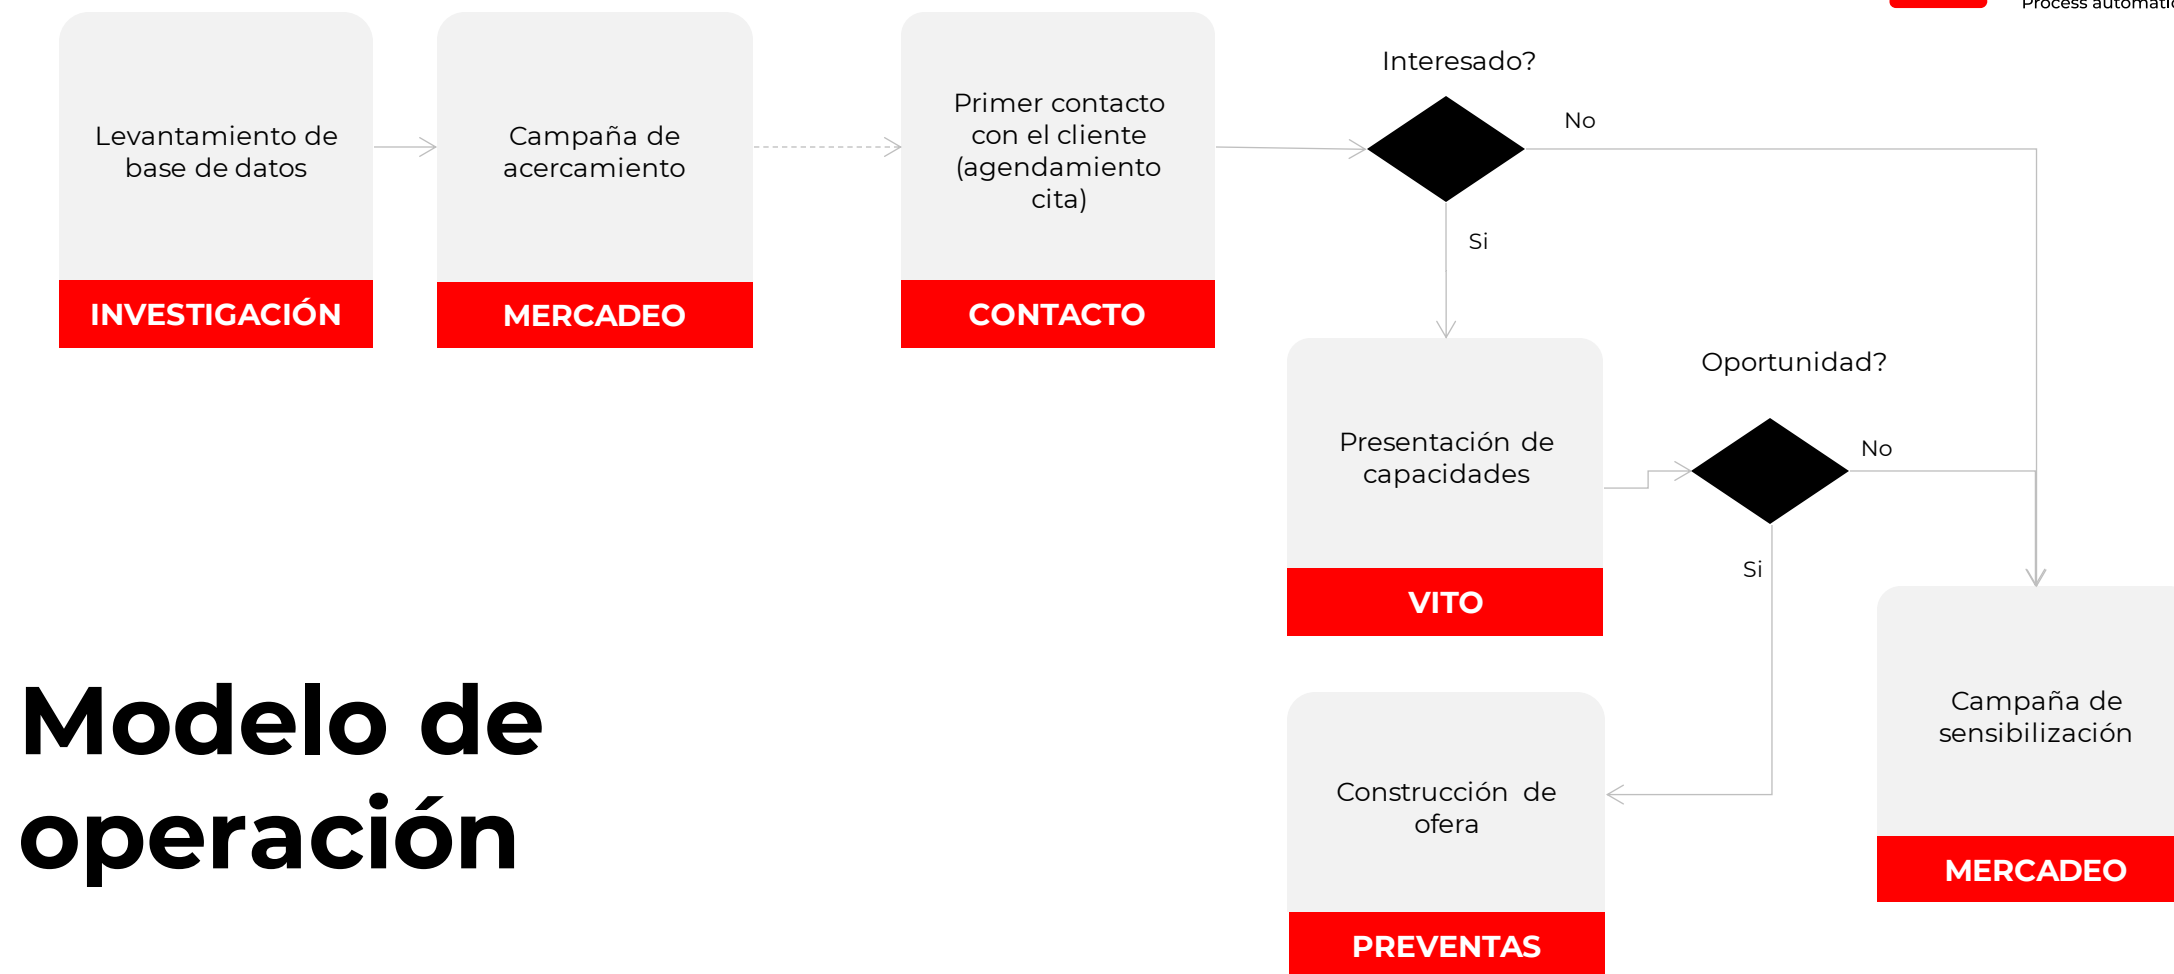 Process automatio
Levantamiento de
base de datos
INVESTIGACIÓN
Campaña de
acercamiento
MERCADEO
Primer contacto
con el cliente
(agendamiento
cita)
CONTACTO
Interesado?
No
Si
Presentación de
capacidades
VITO
Oportunidad?
No
Si
Construcción de
ofera
PREVENTAS
Campaña de
sensibilización
MERCADEO
Modelo de
operación